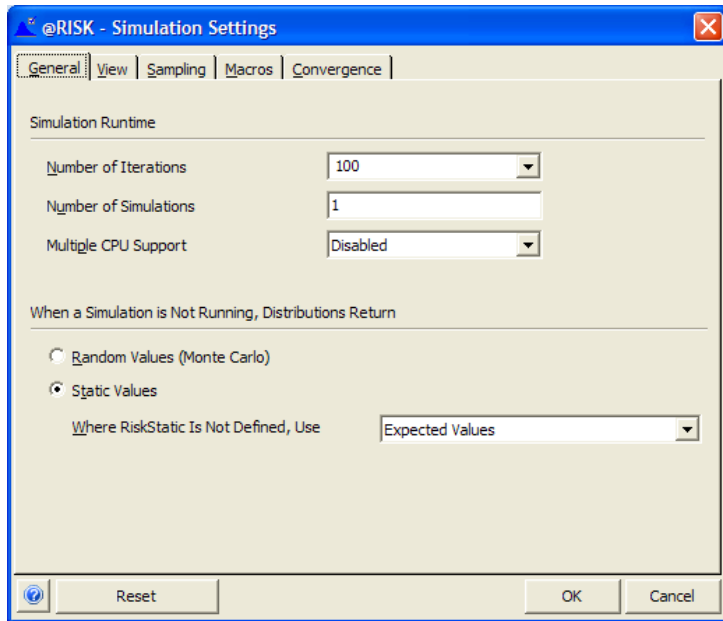 @RISK - Simulation Settings
General View Sampling Macros Convergence
Simulation Runtime
Number of Iterations 100
Number of Simulations 1
Multiple CPU Support Disabled
When a Simulation is Not Running, Distributions Return
Random Values (Monte Carlo)
Static Values
Where RiskStatic Is Not Defined, Use Expected Values
? Reset OK Cancel